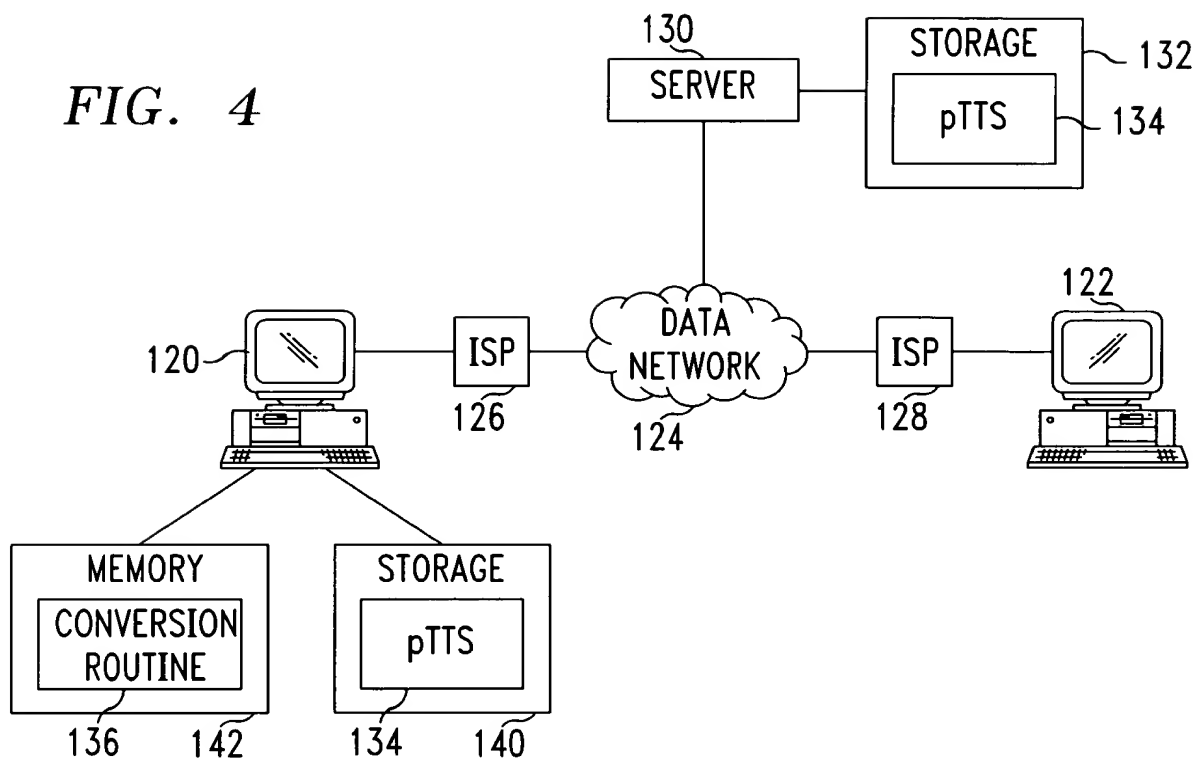 FIG. 4
130
SERVER
STORAGE
132
pTTS
134
120
ISP
126
DATA
NETWORK
124
ISP
128
122
MEMORY
CONVERSION
ROUTINE
136
142
STORAGE
pTTS
134
140